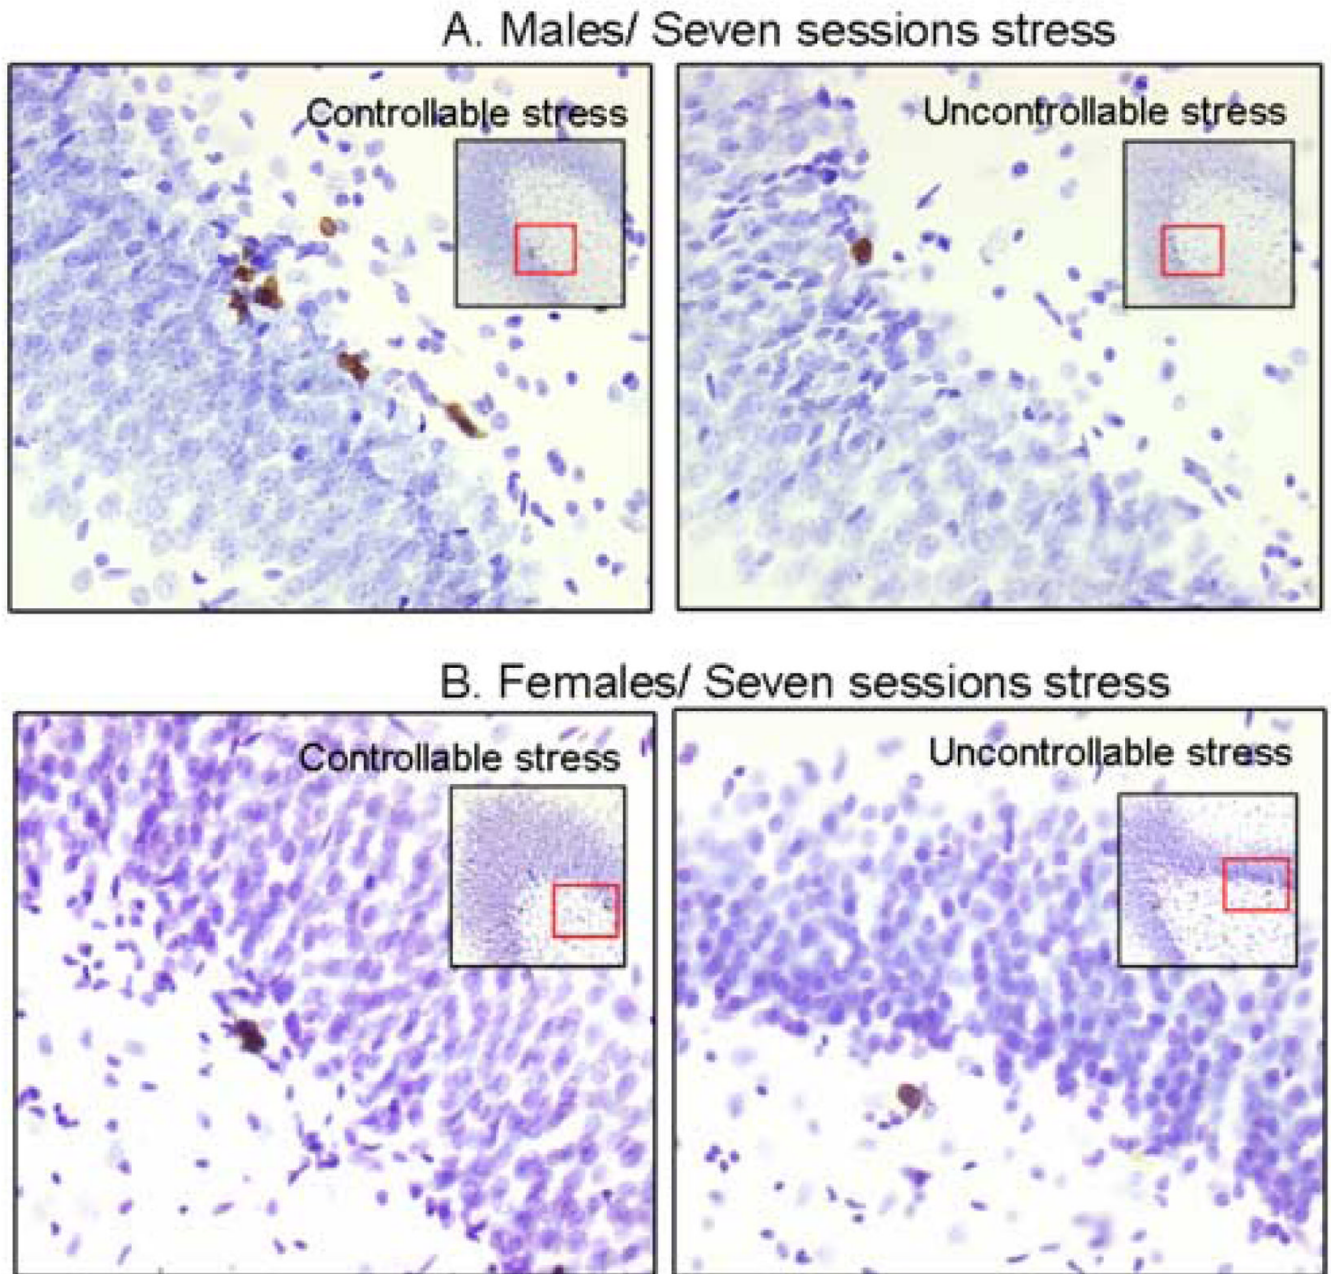 A. Males/ Seven sessions stress
Controllable stress
Uncontrollable stress
B. Females/ Seven sessions stress
Controllable stress
Uncontrollable stress